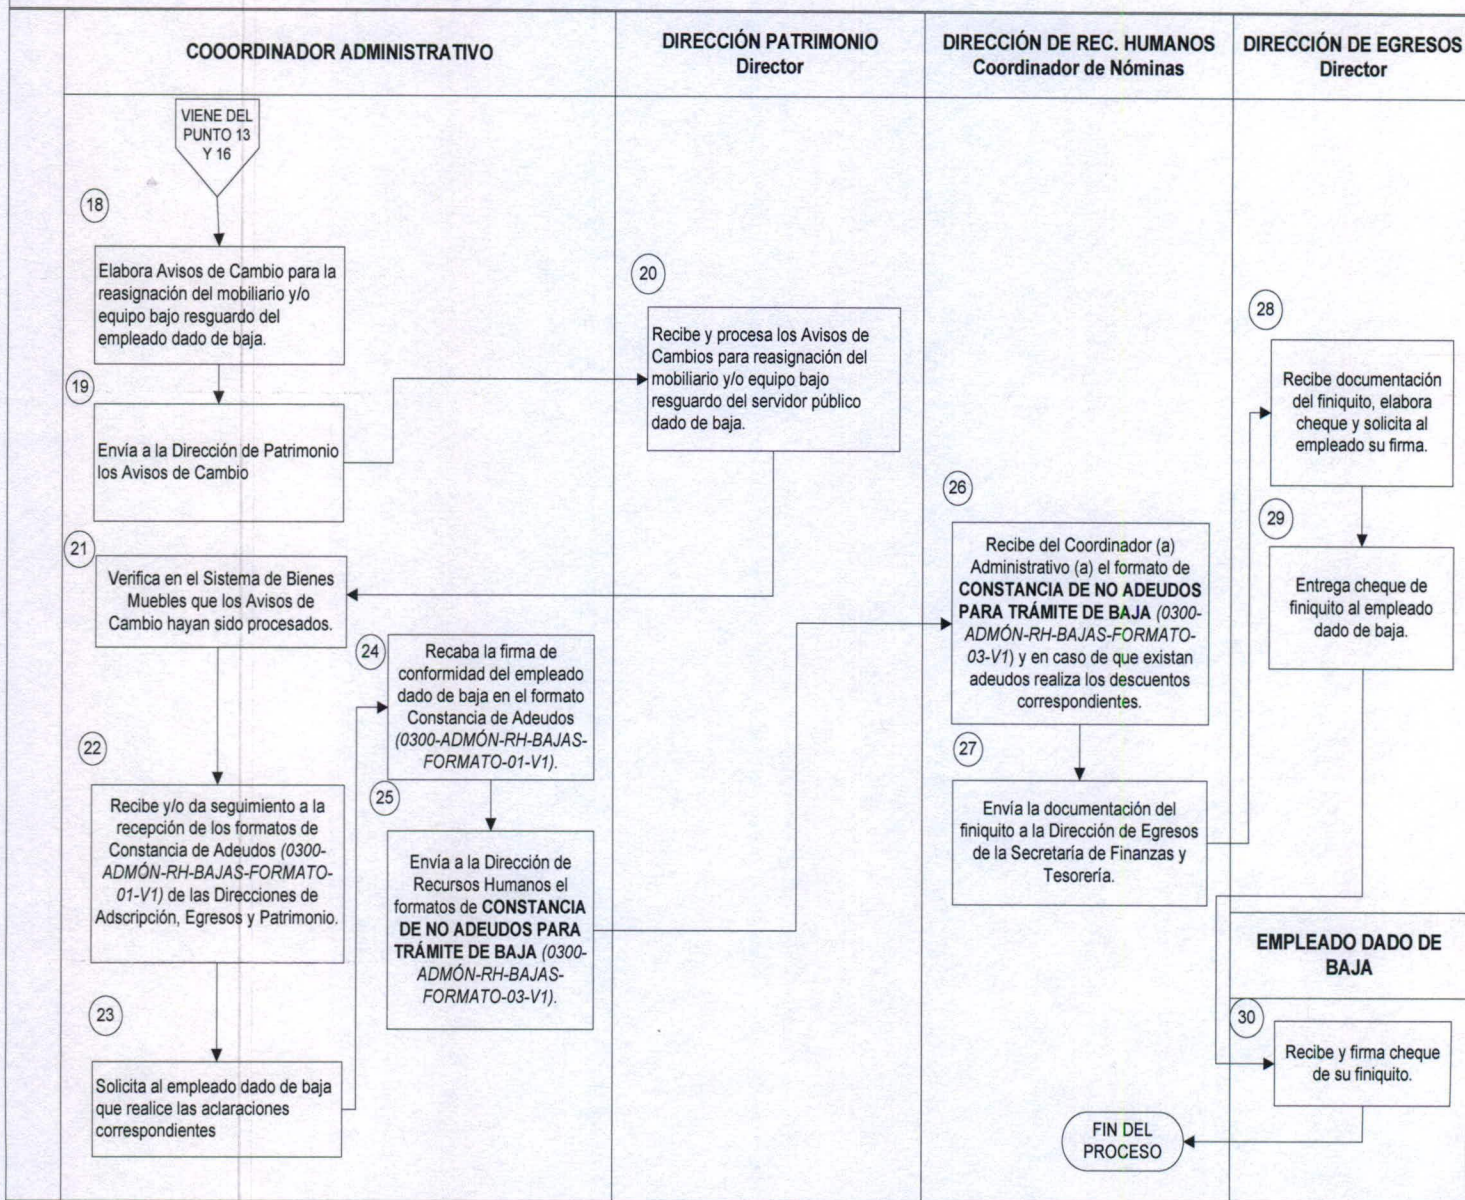 COOORDINADOR ADMINISTRATIVO
DIRECCIÓN PATRIMONIO
Director
DIRECCIÓN DE REC. HUMANOS
Coordinador de Nóminas
DIRECCIÓN DE EGRESOS
Director
VIENE DEL
PUNTO 13
Y 16
18
Elabora Avisos de Cambio para la
reasignación del mobiliario y/o
equipo bajo resguardo del
empleado dado de baja.
19
Envía a la Dirección de Patrimonio
los Avisos de Cambio
20
Recibe y procesa los Avisos de
Cambios para reasignación del
mobiliario y/o equipo bajo
resguardo del servidor público
dado de baja.
21
Verifica en el Sistema de Bienes
Muebles que los Avisos de
Cambio hayan sido procesados.
22
Recibe y/o da seguimiento a la
recepción de los formatos de
Constancia de Adeudos (0300-
ADMÓN-RH-BAJAS-FORMATO-
01-V1) de las Direcciones de
Adscripción, Egresos y Patrimonio.
23
Solicita al empleado dado de baja
que realice las aclaraciones
correspondientes
24
Recaba la firma de
conformidad del empleado
dado de baja en el formato
Constancia de Adeudos
(0300-ADMÓN-RH-BAJAS-
FORMATO-01-V1).
25
Envía a la Dirección de
Recursos Humanos el
formatos de CONSTANCIA
DE NO ADEUDOS PARA
TRÁMITE DE BAJA (0300-
ADMÓN-RH-BAJAS-
FORMATO-03-V1).
26
Recibe del Coordinador (a)
Administrativo (a) el formato de
CONSTANCIA DE NO ADEUDOS
PARA TRÁMITE DE BAJA (0300-
ADMÓN-RH-BAJAS-FORMATO-
03-V1) y en caso de que existan
adeudos realiza los descuentos
correspondientes.
27
Envía la documentación del
finiquito a la Dirección de Egresos
de la Secretaría de Finanzas y
Tesorería.
28
Recibe documentación
del finiquito, elabora
cheque y solicita al
empleado su firma.
29
Entrega cheque de
finiquito al empleado
dado de baja.
EMPLEADO DADO DE
BAJA
30
Recibe y firma cheque
de su finiquito.
FIN DEL
PROCESO